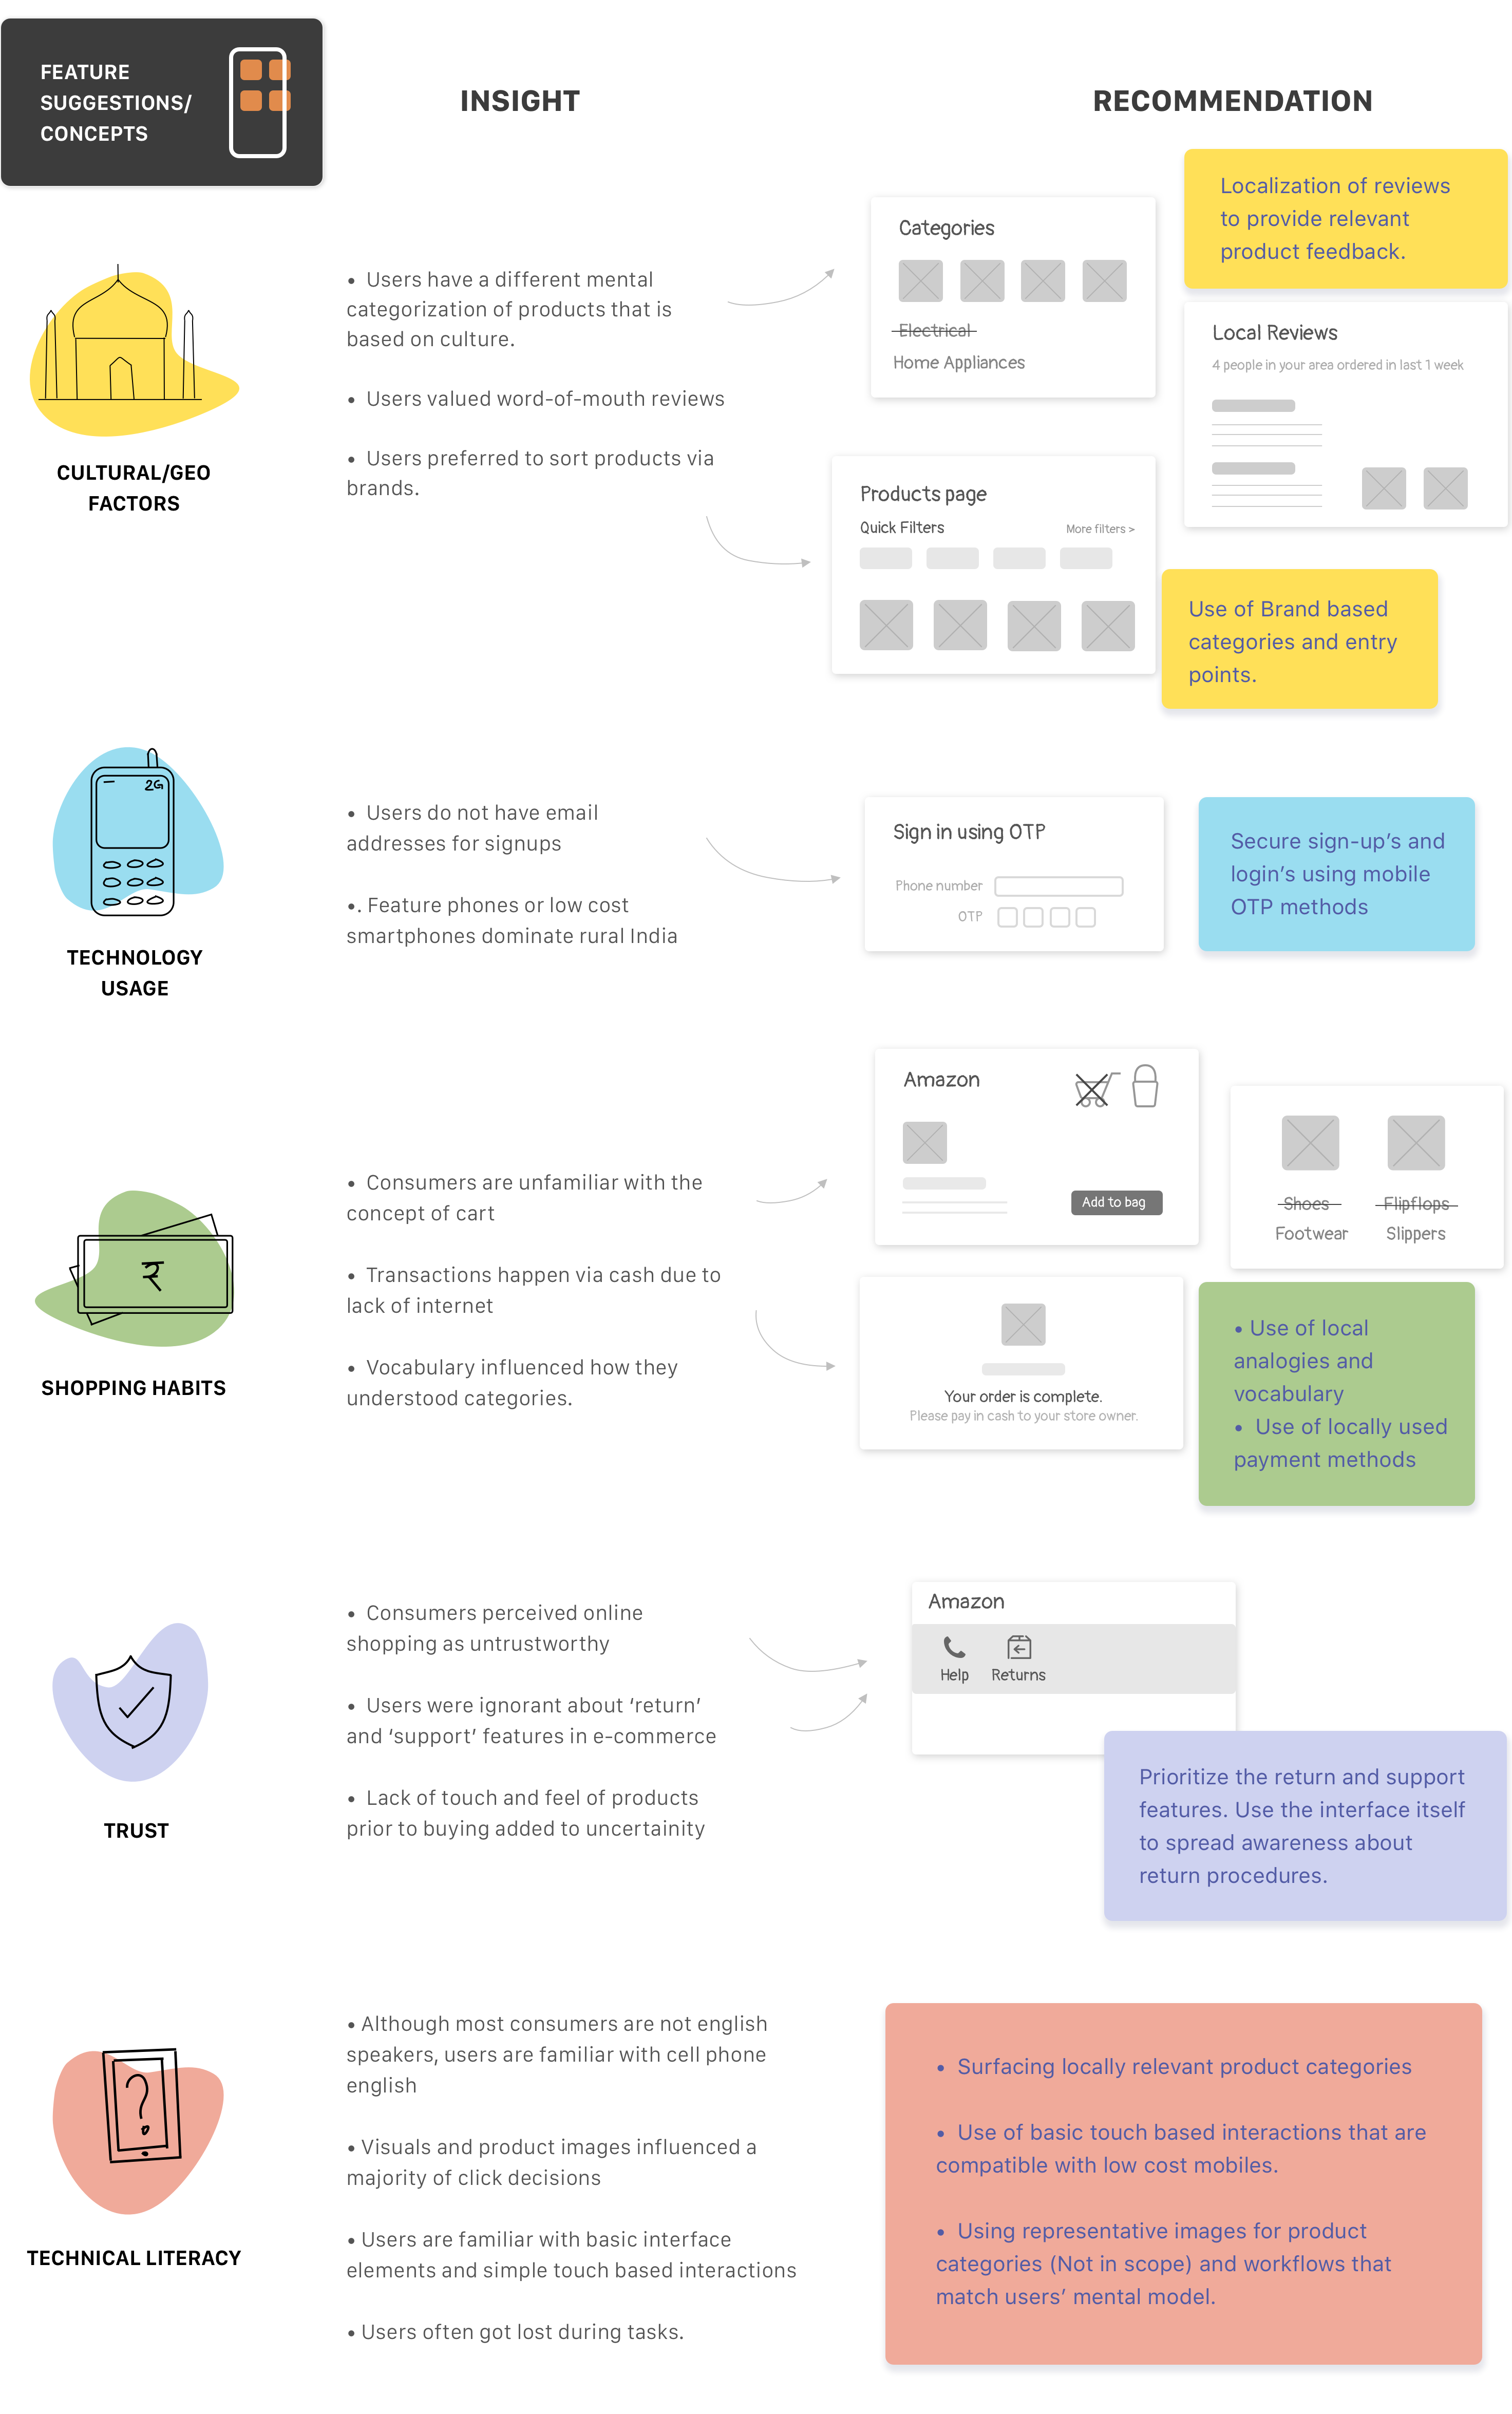 FEATURE
SUGGESTIONS/
CONCEPTS
INSIGHT
RECOMMENDATION
CULTURAL/GEO
FACTORS
• Users have a different mental
categorization of products that is
based on culture.
• Users valued word-of-mouth reviews
• Users preferred to sort products via
brands.
Categories
Electrical
Home Appliances
Localization of reviews
to provide relevant
product feedback.
Local Reviews
4 people in your area ordered in last 1 week
Products page
Quick Filters
More filters >
Use of Brand based
categories and entry
points.
2G
TECHNOLOGY
USAGE
• Users do not have email
addresses for signups
•. Feature phones or low cost
smartphones dominate rural India
Sign in using OTP
Phone number
OTP
Secure sign-up's and
login's using mobile
OTP methods
₹
SHOPPING HABITS
• Consumers are unfamiliar with the
concept of cart
• Transactions happen via cash due to
lack of internet
• Vocabulary influenced how they
understood categories.
Amazon
Add to bag
Shoes
Flipflops
Footwear
Slippers
Your order is complete.
Please pay in cash to your store owner.
• Use of local
analogies and
vocabulary
• Use of locally used
payment methods
TRUST
• Consumers perceived online
shopping as untrustworthy
• Users were ignorant about ‘return’
and ‘support’ features in e-commerce
• Lack of touch and feel of products
prior to buying added to uncertainity
Amazon
Help
Returns
Prioritize the return and support
features. Use the interface itself
to spread awareness about
return procedures.
?
TECHNICAL LITERACY
• Although most consumers are not english
speakers, users are familiar with cell phone
english
• Visuals and product images influenced a
majority of click decisions
• Users are familiar with basic interface
elements and simple touch based interactions
• Users often got lost during tasks.
• Surfacing locally relevant product categories
• Use of basic touch based interactions that are
compatible with low cost mobiles.
• Using representative images for product
categories (Not in scope) and workflows that
match users’ mental model.